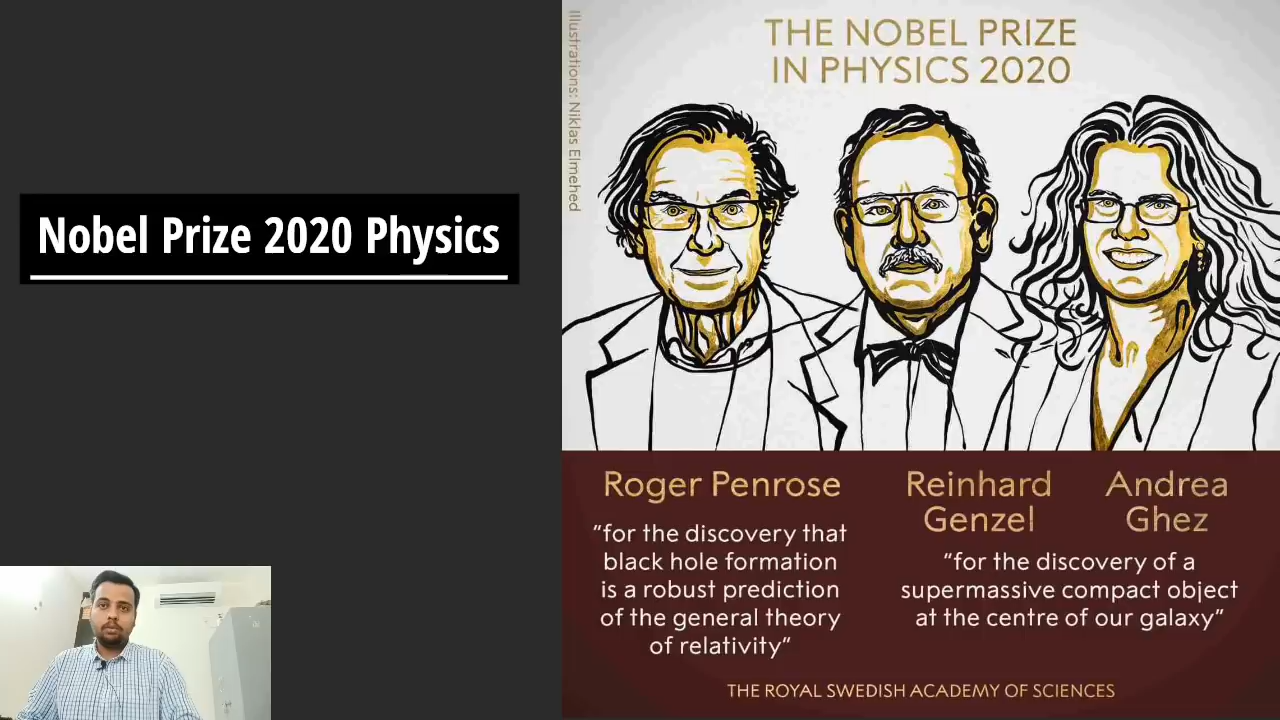 Nobel Prize 2020 Physics
Illustrations: Niklas Elmehed
THE NOBEL PRIZE
IN PHYSICS 2020
Roger Penrose
“for the discovery that
black hole formation
is a robust prediction
of the general theory
of relativity”
Reinhard
Genzel
Andrea
Ghez
“for the discovery of a
supermassive compact object
at the centre of our galaxy”
THE ROYAL SWEDISH ACADEMY OF SCIENCES